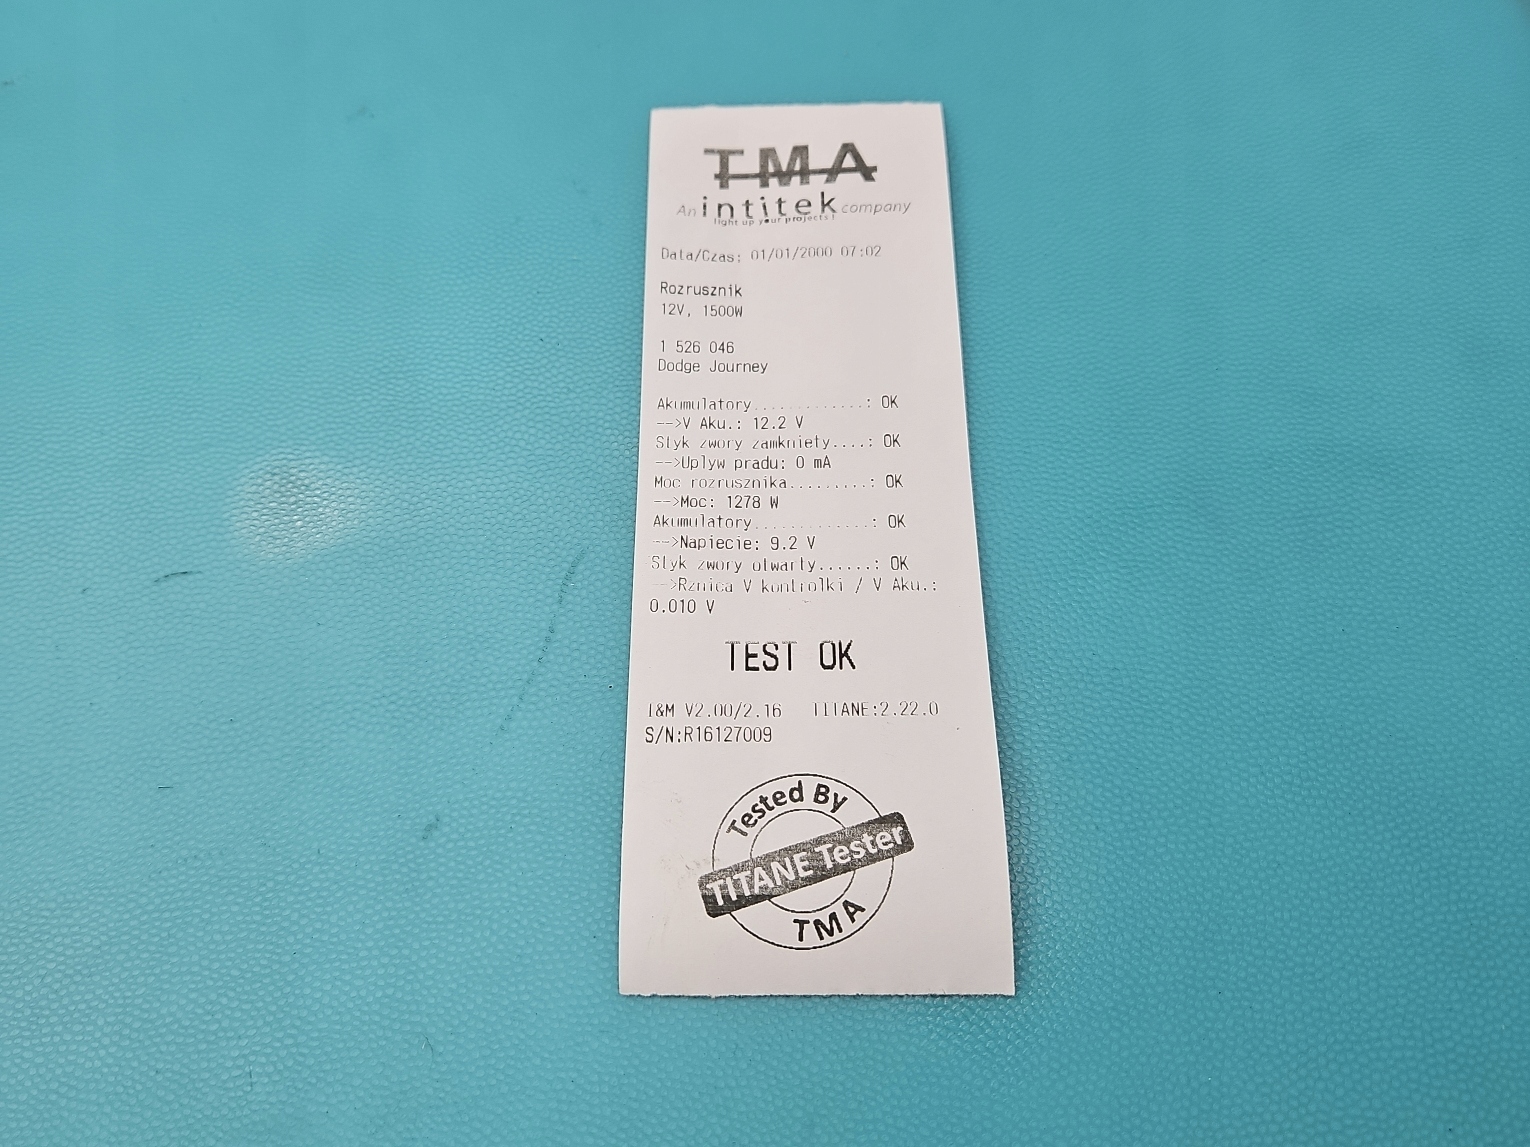 TMA
An intitek company
light up your projects !
Data/Czas: 01/01/2000 07:02
Rozrusznik
12V, 1500W
1 526 046
Dodge Journey
Akumulatory.............: OK
-->V Aku.: 12.2 V
Styk zwory zamkniety....: OK
-->Uplyw pradu: 0 mA
Moc rozrusznika.........: OK
-->Moc: 1278 W
Akumulatory.............: OK
-->Napiecie: 9.2 V
Styk zwory otwarty......: OK
-->Rznica V kontrolki / V Aku.:
0.010 V
TEST OK
I&M V2.00/2.16 TITANE:2.22.0
S/N:R16127009
Tested By
TITANE Tester
TMA